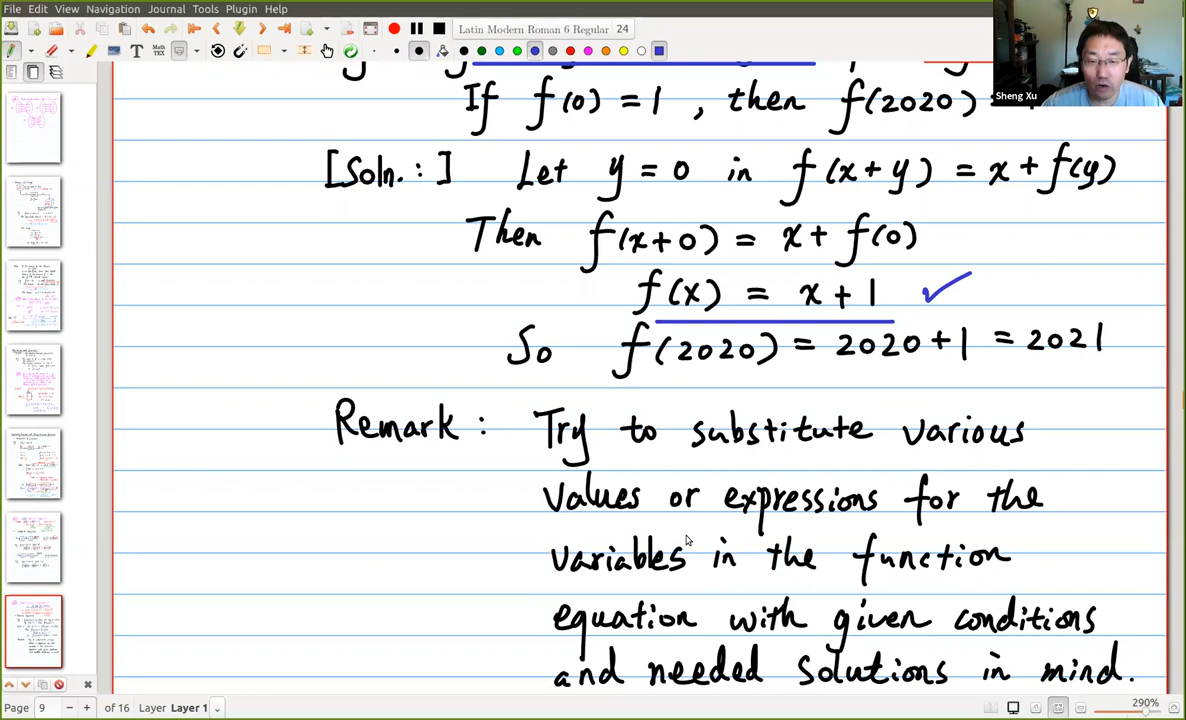 File Edit View Navigation Journal Tools Plugin Help
Latin Modern Roman 6 Regular 24
Sheng Xu
If f(0) = 1 , then f(2020)
[Soln. : ] Let y = 0 in f(x+y) = x + f(y)
Then f(x+0) = x + f(0)
f(x) = x + 1 ✓
So f(2020) = 2020+1 = 2021
Remark : Try to substitute various
values or expressions for the
variables in the function
equation with given conditions
and needed solutions in mind.
Page 9 of 16 Layer Layer 1 290%